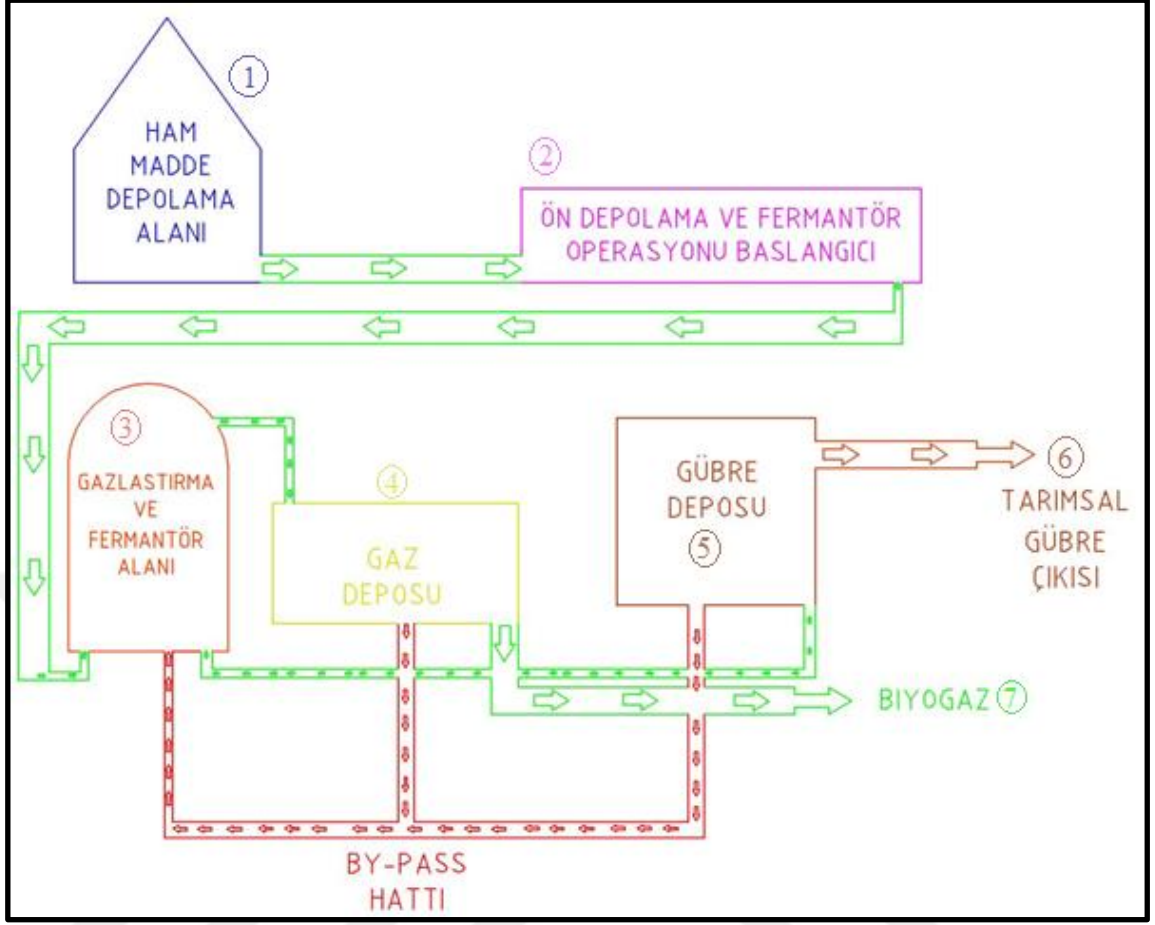 1
HAM
MADDE
DEPOLAMA
ALANI
2
ÖN DEPOLAMA VE FERMANTÖR
OPERASYONU BASLANGICI
3
GAZLASTIRMA
VE
FERMANTÖR
ALANI
4
GAZ
DEPOSU
GÜBRE
DEPOSU
5
6
TARIMSAL
GÜBRE
ÇIKISI
BIYOGAZ 7
BY-PASS
HATTI